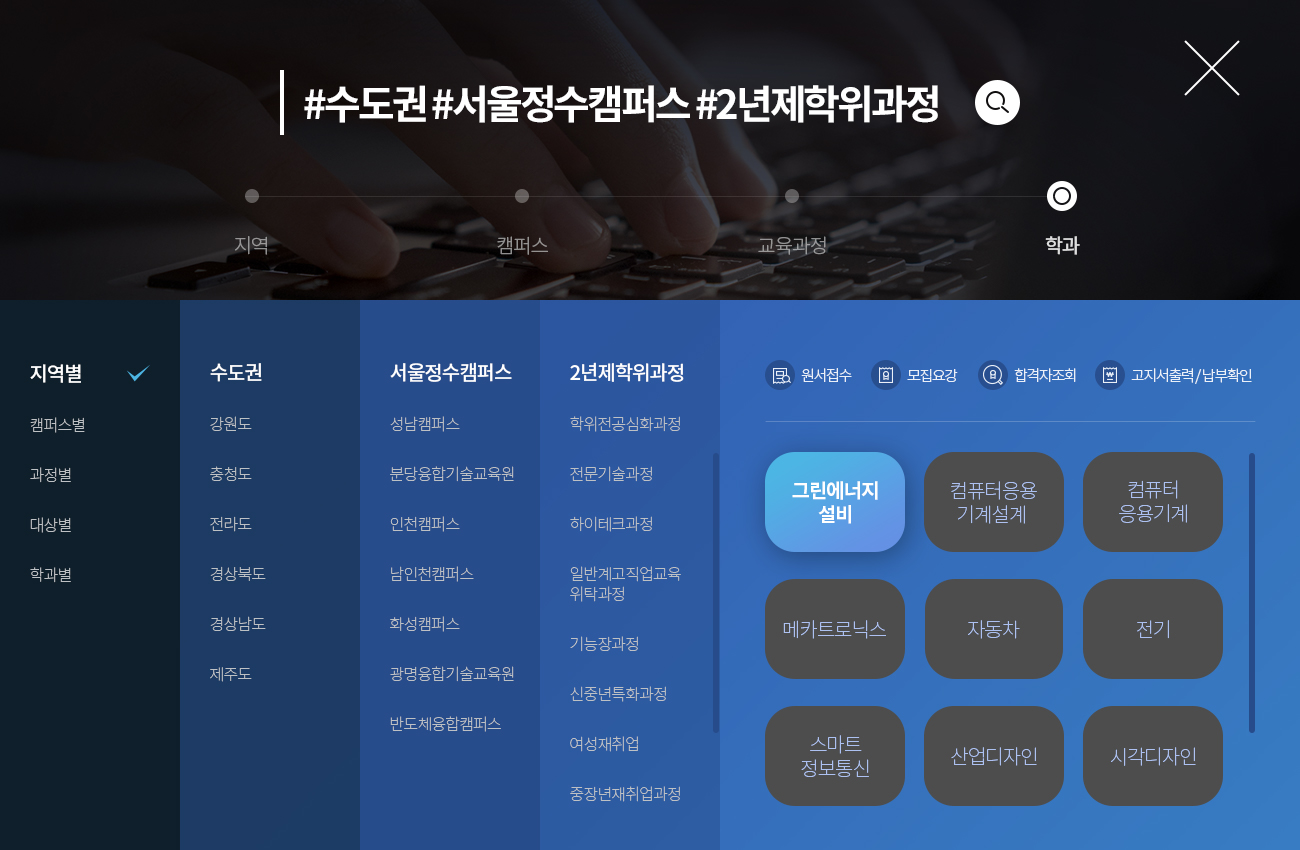 #수도권 #서울정수캠퍼스 #2년제학위과정
지역
캠퍼스
교육과정
학과
지역별
캠퍼스별
과정별
대상별
학과별
수도권
강원도
충청도
전라도
경상북도
경상남도
제주도
서울정수캠퍼스
성남캠퍼스
분당융합기술교육원
인천캠퍼스
남인천캠퍼스
화성캠퍼스
광명융합기술교육원
반도체융합캠퍼스
2년제학위과정
학위전공심화과정
전문기술과정
하이테크과정
일반계고직업교육
위탁과정
기능장과정
신중년특화과정
여성재취업
중장년재취업과정
원서접수
모집요강
합격자조회
고지서출력/납부확인
그린에너지
설비
컴퓨터응용
기계설계
컴퓨터
응용기계
메카트로닉스
자동차
전기
스마트
정보통신
산업디자인
시각디자인